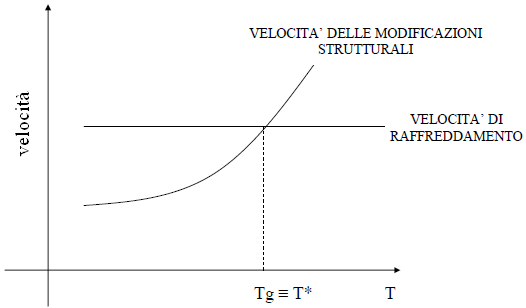 VELOCITA' DELLE MODIFICAZIONI
STRUTTURALI
velocità
VELOCITA' DI
RAFFREDDAMENTO
Tg ≡ T*
T